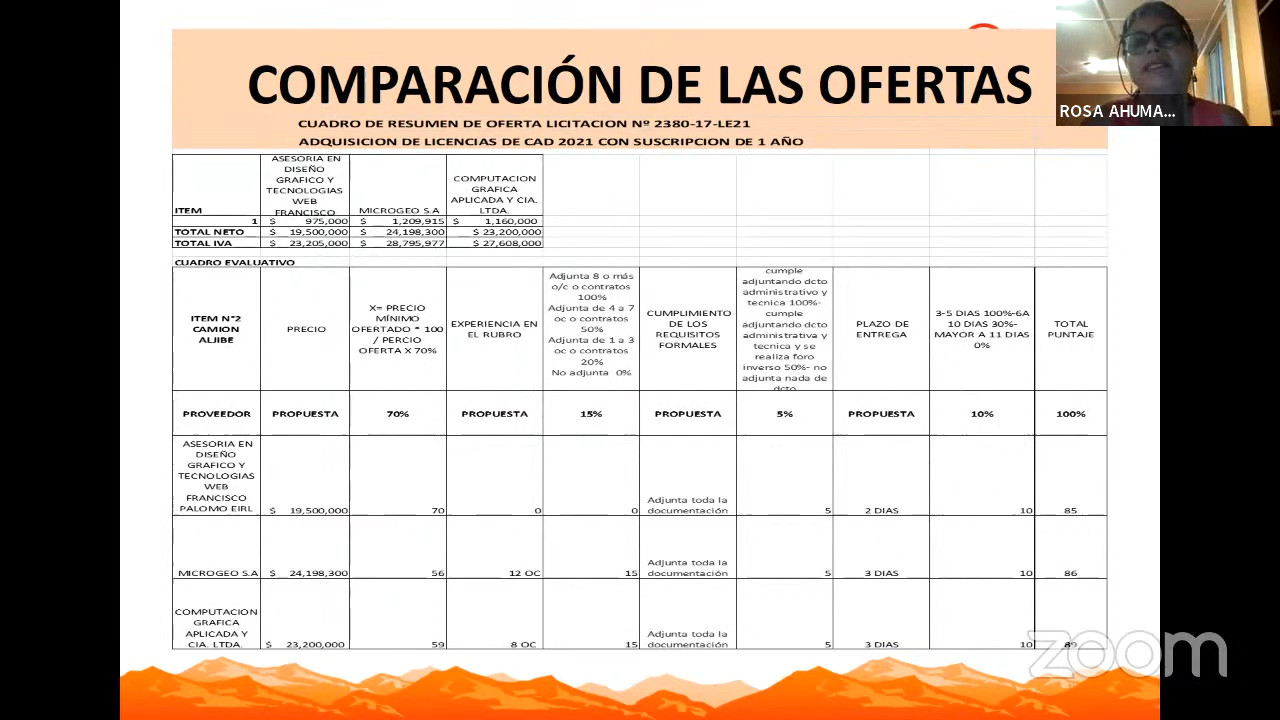 ROSA AHUMA...
COMPARACIÓN DE LAS OFERTAS
CUADRO DE RESUMEN DE OFERTA LICITACION Nº 2380-17-LE21
ADQUISICION DE LICENCIAS DE CAD 2021 CON SUSCRIPCION DE 1 AÑO
ITEM
ASESORIA EN
DISEÑO
GRAFICO Y
TECNOLOGIAS
WEB
FRANCISCO
MICROGEO S.A
COMPUTACION
GRAFICA
APLICADA Y CIA.
LTDA.
1 $ 975,000 $ 1,209,915 $ 1,160,000
TOTAL NETO $ 19,500,000 $ 24,198,300 $ 23,200,000
TOTAL IVA $ 23,205,000 $ 28,795,977 $ 27,608,000
CUADRO EVALUATIVO
ITEM N°2
CAMION
ALJIBE
PRECIO
X= PRECIO
MÍNIMO
OFERTADO * 100
/ PERCIO
OFERTA X 70%
EXPERIENCIA EN
EL RUBRO
Adjunta 8 o más
o/c o contratos
100%
Adjunta de 4 a 7
oc o contratos
50%
Adjunta de 1 a 3
oc o contratos
20%
No adjunta 0%
CUMPLIMIENTO
DE LOS
REQUISITOS
FORMALES
cumple
adjuntando dcto
administrativo y
tecnica 100%-
cumple
adjuntando dcto
administrativa y
tecnica y se
realiza foro
inverso 50%- no
adjunta nada de
dcto
PLAZO DE
ENTREGA
3-5 DIAS 100%-6A
10 DIAS 30%-
MAYOR A 11 DIAS
0%
TOTAL
PUNTAJE
PROVEEDOR PROPUESTA 70% PROPUESTA 15% PROPUESTA 5% PROPUESTA 10% 100%
ASESORIA EN
DISEÑO
GRAFICO Y
TECNOLOGIAS
WEB
FRANCISCO
PALOMO EIRL
$ 19,500,000 70 0 0
Adjunta toda la
documentación
5 2 DIAS 10 85
MICROGEO S.A $ 24,198,300 56 12 OC 15
Adjunta toda la
documentación
5 3 DIAS 10 86
COMPUTACION
GRAFICA
APLICADA Y
CIA. LTDA.
$ 23,200,000 59 8 OC 15
Adjunta toda la
documentación
5 3 DIAS 10 89
zoom